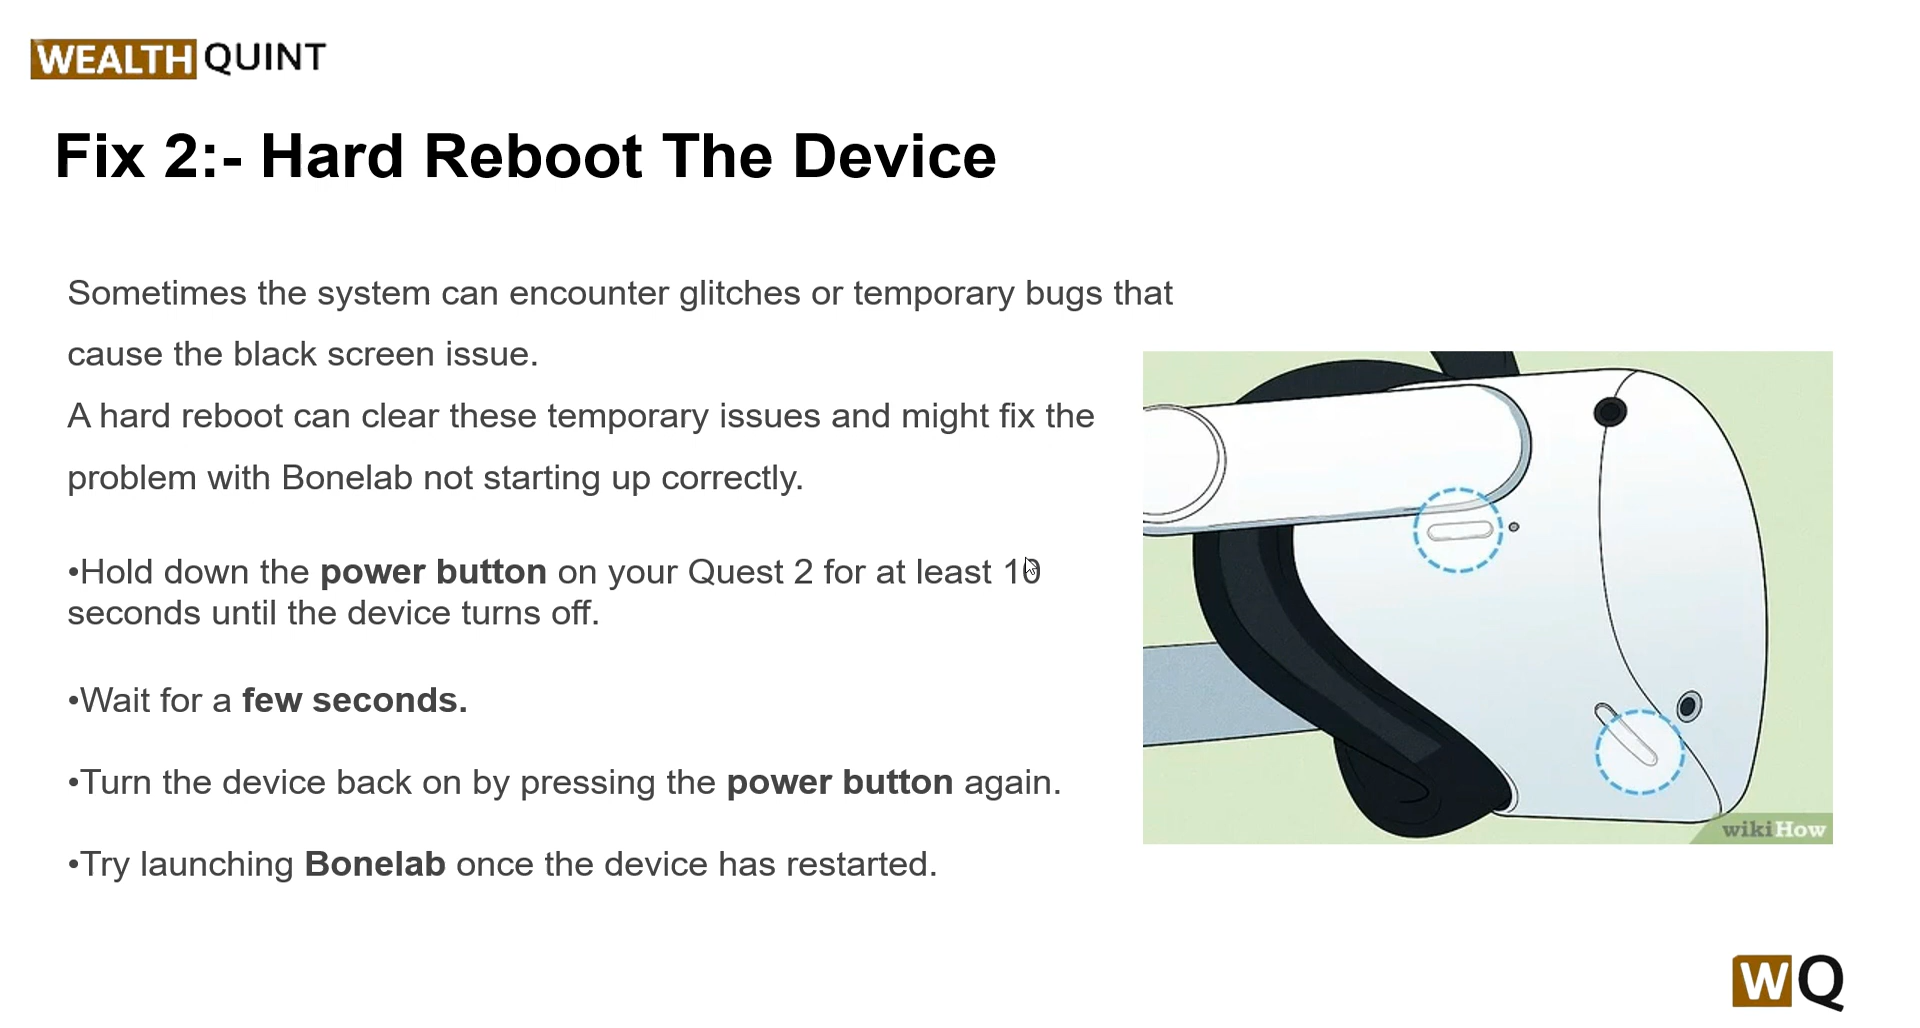 WEALTH QUINT
Fix 2:- Hard Reboot The Device
Sometimes the system can encounter glitches or temporary bugs that
cause the black screen issue.
A hard reboot can clear these temporary issues and might fix the
problem with Bonelab not starting up correctly.
•Hold down the power button on your Quest 2 for at least 10
seconds until the device turns off.
•Wait for a few seconds.
•Turn the device back on by pressing the power button again.
•Try launching Bonelab once the device has restarted.
wikiHow
WQ